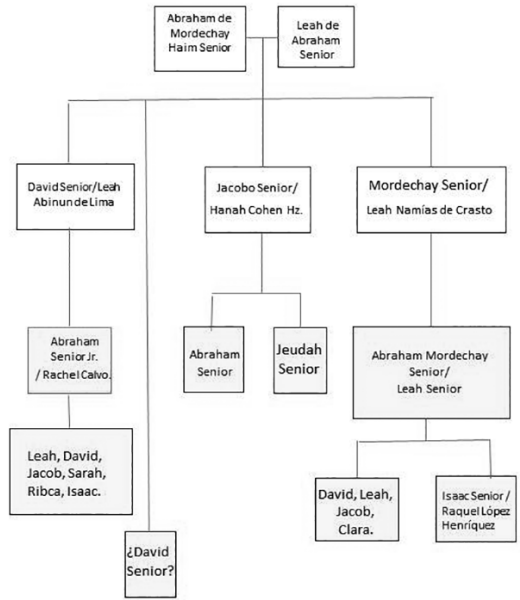 Abraham de
Mordechay
Haim Senior
Leah de
Abraham
Senior
David Senior/Leah
Abinun de Lima
Jacobo Senior/
Hanah Cohen Hz.
Mordechay Senior/
Leah Namías de Crasto
Abraham
Senior Jr.
/ Rachel Calvo.
Abraham
Senior
Jeudah
Senior
Abraham Mordechay
Senior/
Leah Senior
Leah, David,
Jacob, Sarah,
Ribca, Isaac.
David, Leah,
Jacob,
Clara.
Isaac Senior /
Raquel López
Henríquez
¿David
Senior?